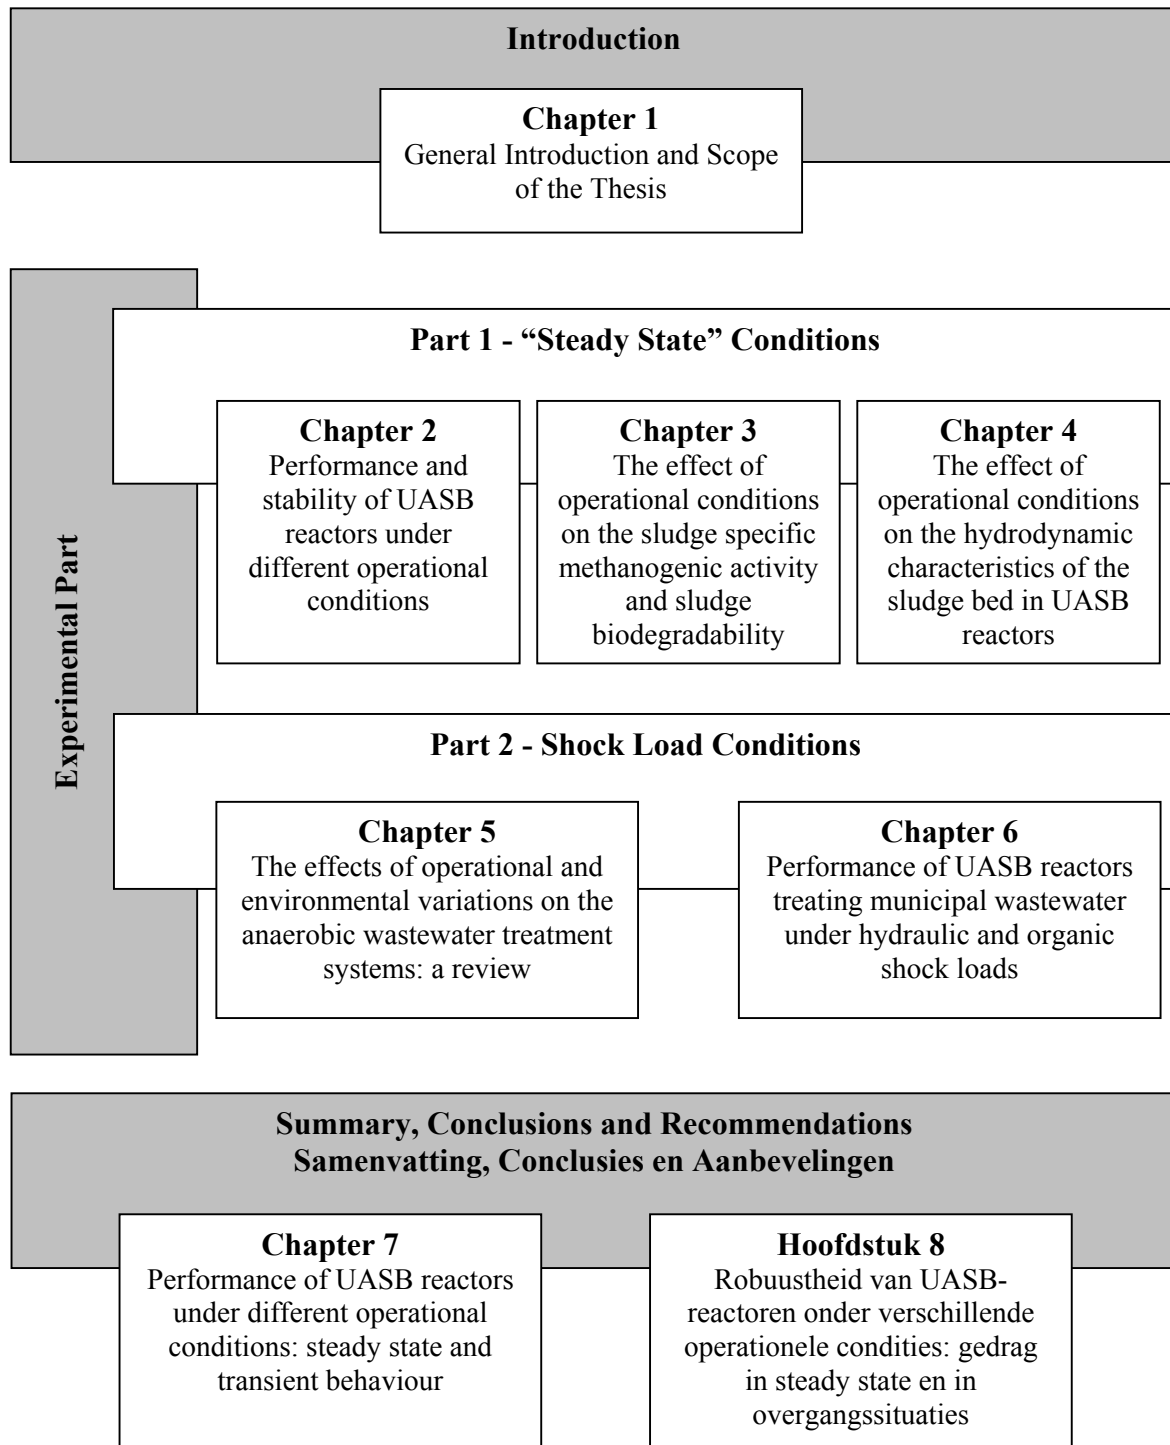 Introduction
Chapter 1
General Introduction and Scope
of the Thesis
Experimental Part
Part 1 - “Steady State” Conditions
Chapter 2
Performance and
stability of UASB
reactors under
different operational
conditions
Chapter 3
The effect of
operational conditions
on the sludge specific
methanogenic activity
and sludge
biodegradability
Chapter 4
The effect of
operational conditions
on the hydrodynamic
characteristics of the
sludge bed in UASB
reactors
Part 2 - Shock Load Conditions
Chapter 5
The effects of operational and
environmental variations on the
anaerobic wastewater treatment
systems: a review
Chapter 6
Performance of UASB reactors
treating municipal wastewater
under hydraulic and organic
shock loads
Summary, Conclusions and Recommendations
Samenvatting, Conclusies en Aanbevelingen
Chapter 7
Performance of UASB reactors
under different operational
conditions: steady state and
transient behaviour
Hoofdstuk 8
Robuustheid van UASB-
reactoren onder verschillende
operationele condities: gedrag
in steady state en in
overgangssituaties